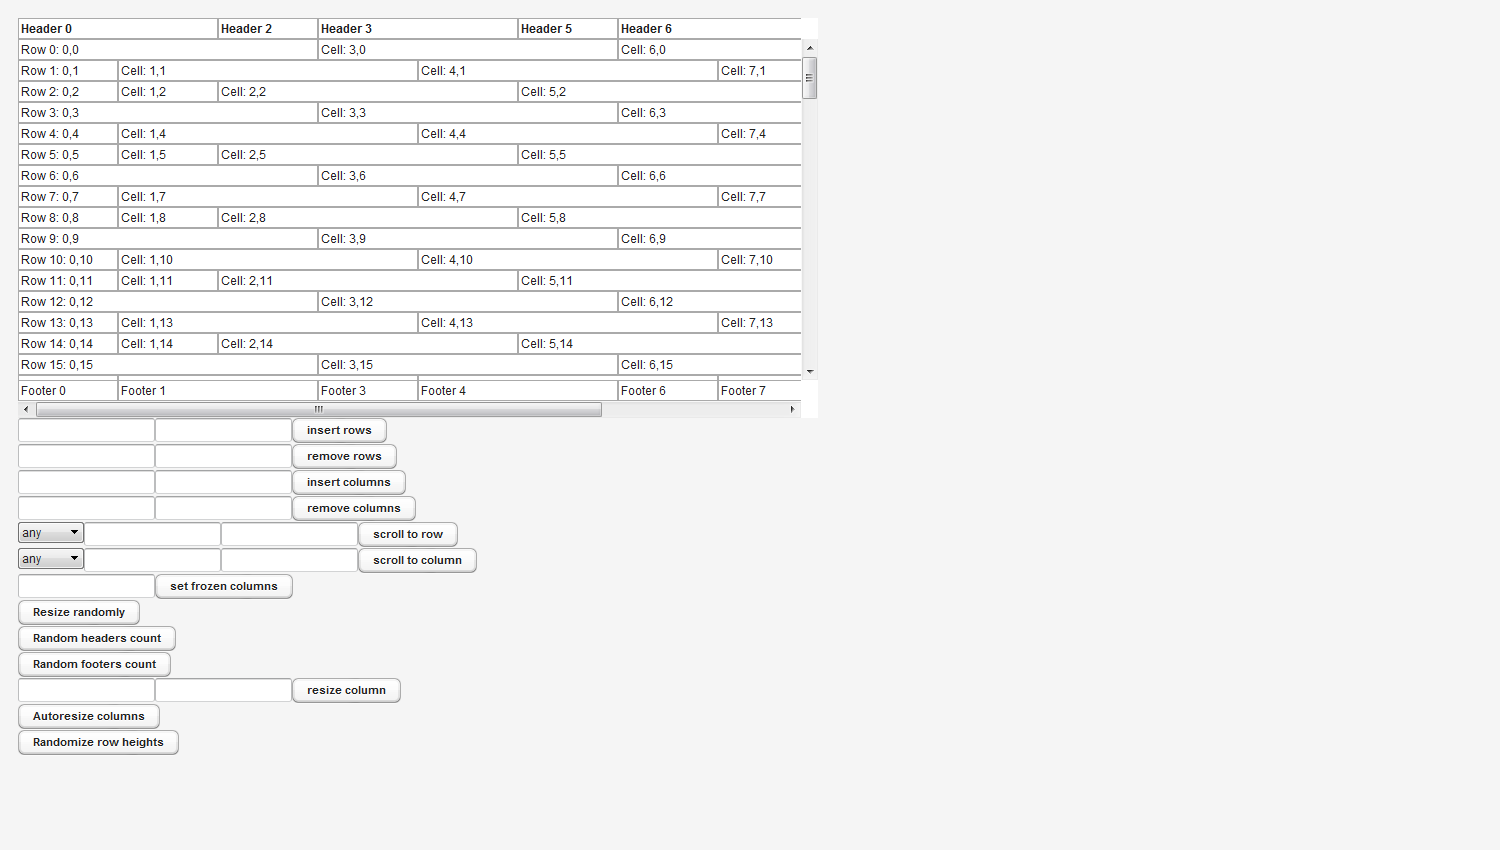 Header 0 Header 2 Header 3 Header 5 Header 6
Row 0: 0,0 Cell: 3,0 Cell: 6,0
Row 1: 0,1 Cell: 1,1 Cell: 4,1 Cell: 7,1
Row 2: 0,2 Cell: 1,2 Cell: 2,2 Cell: 5,2
Row 3: 0,3 Cell: 3,3 Cell: 6,3
Row 4: 0,4 Cell: 1,4 Cell: 4,4 Cell: 7,4
Row 5: 0,5 Cell: 1,5 Cell: 2,5 Cell: 5,5
Row 6: 0,6 Cell: 3,6 Cell: 6,6
Row 7: 0,7 Cell: 1,7 Cell: 4,7 Cell: 7,7
Row 8: 0,8 Cell: 1,8 Cell: 2,8 Cell: 5,8
Row 9: 0,9 Cell: 3,9 Cell: 6,9
Row 10: 0,10 Cell: 1,10 Cell: 4,10 Cell: 7,10
Row 11: 0,11 Cell: 1,11 Cell: 2,11 Cell: 5,11
Row 12: 0,12 Cell: 3,12 Cell: 6,12
Row 13: 0,13 Cell: 1,13 Cell: 4,13 Cell: 7,13
Row 14: 0,14 Cell: 1,14 Cell: 2,14 Cell: 5,14
Row 15: 0,15 Cell: 3,15 Cell: 6,15
Footer 0 Footer 1 Footer 3 Footer 4 Footer 6 Footer 7
insert rows
remove rows
insert columns
remove columns
any scroll to row
any scroll to column
set frozen columns
Resize randomly
Random headers count
Random footers count
resize column
Autoresize columns
Randomize row heights